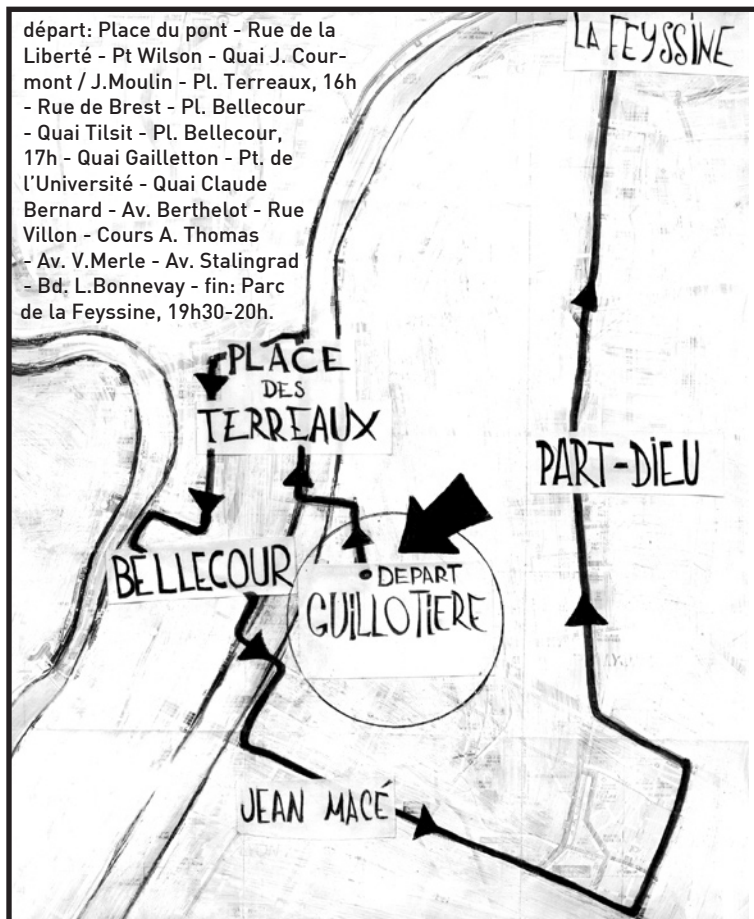 départ: Place du pont - Rue de la
Liberté - Pt Wilson - Quai J. Cour-
mont / J.Moulin - Pl. Terreaux, 16h
- Rue de Brest - Pl. Bellecour
- Quai Tilsit - Pl. Bellecour,
17h - Quai Gailletton - Pt. de
l'Université - Quai Claude
Bernard - Av. Berthelot - Rue
Villon - Cours A. Thomas
- Av. V.Merle - Av. Stalingrad
- Bd. L.Bonnevay - fin: Parc
de la Feyssine, 19h30-20h.
LA FEYSSINE
PLACE
DES
TERREAUX
PART-DiEU
BELLECOUR
DEPART
GUILLOTiERE
JEAN MACÉ